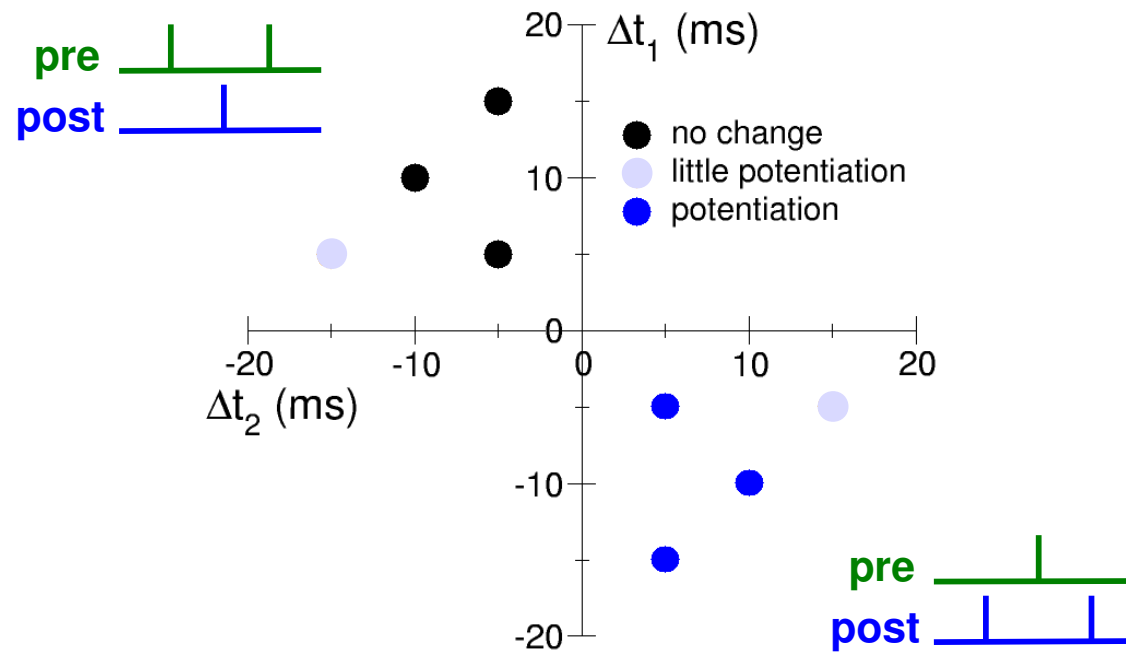 pre
post
20
Δt₁ (ms)
no change
little potentiation
potentiation
10
0
-20
-10
0
10
20
Δt₂ (ms)
-10
-20
pre
post